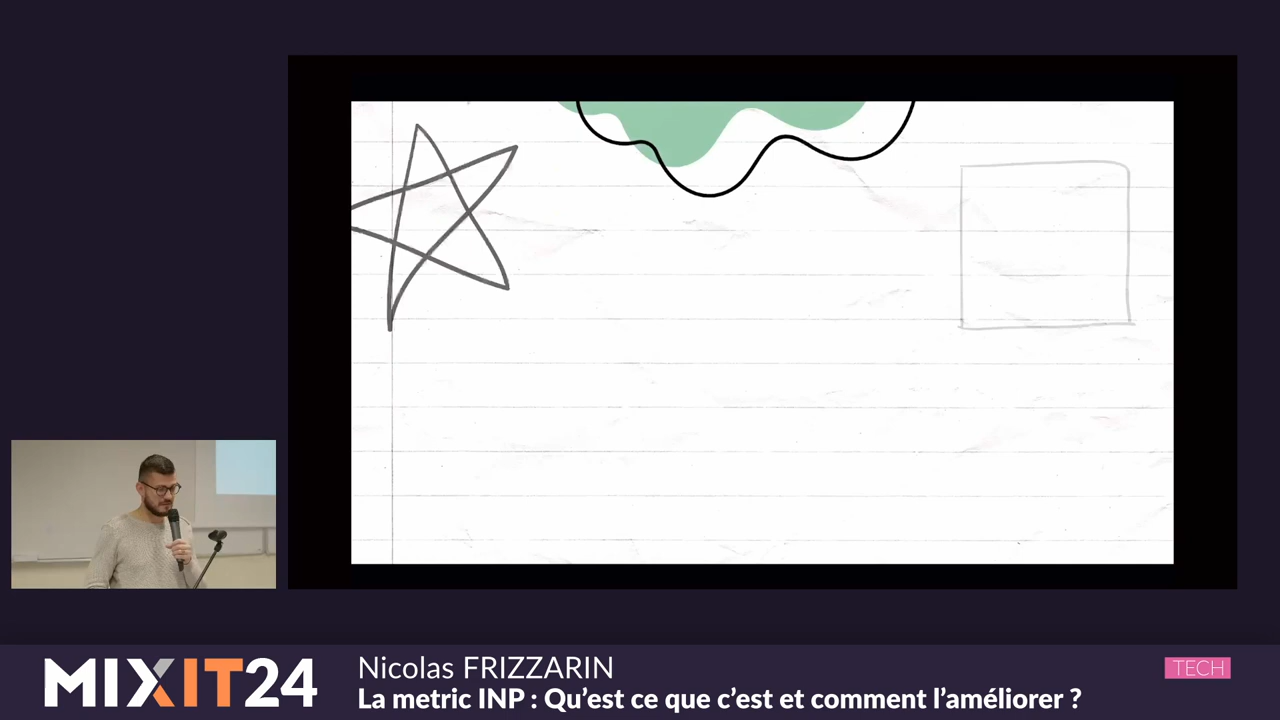 MIXIT24
Nicolas FRIZZARIN
La metric INP : Qu’est ce que c’est et comment l’améliorer ?
TECH